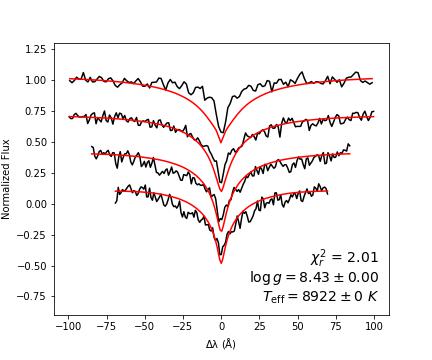 1.25
1.00
0.75
0.50
0.25
0.00
−0.25
−0.50
−0.75
Normalized Flux
χ²ᵣ = 2.01
log g = 8.43 ± 0.00
T_eff = 8922 ± 0 K
−100 −75 −50 −25 0 25 50 75 100
Δλ (Å)